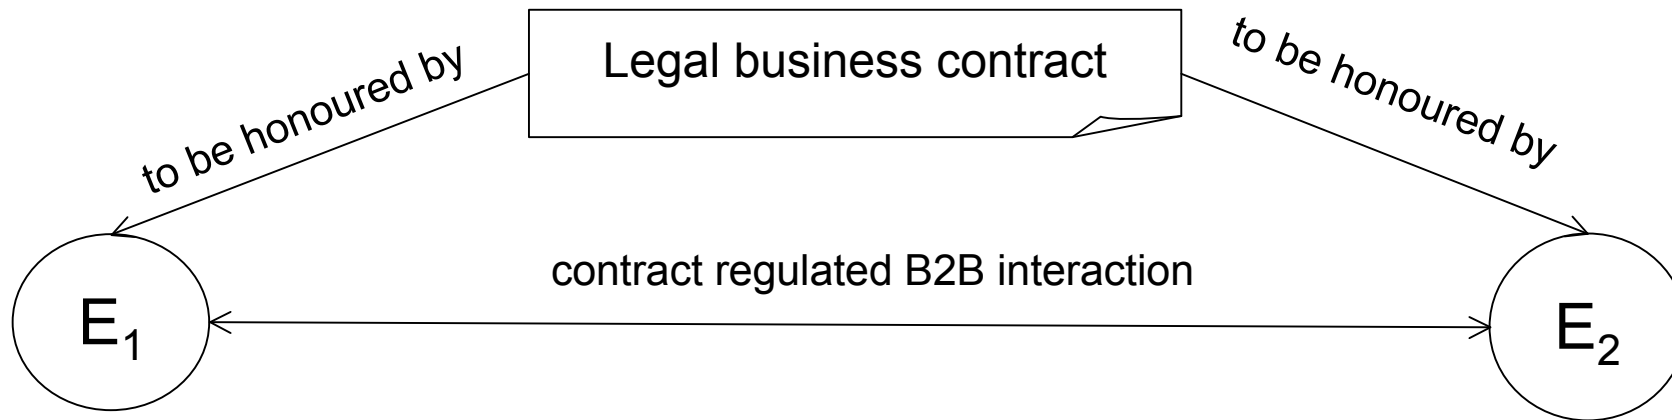 Legal business contract
to be honoured by
to be honoured by
contract regulated B2B interaction
E₁
E₂